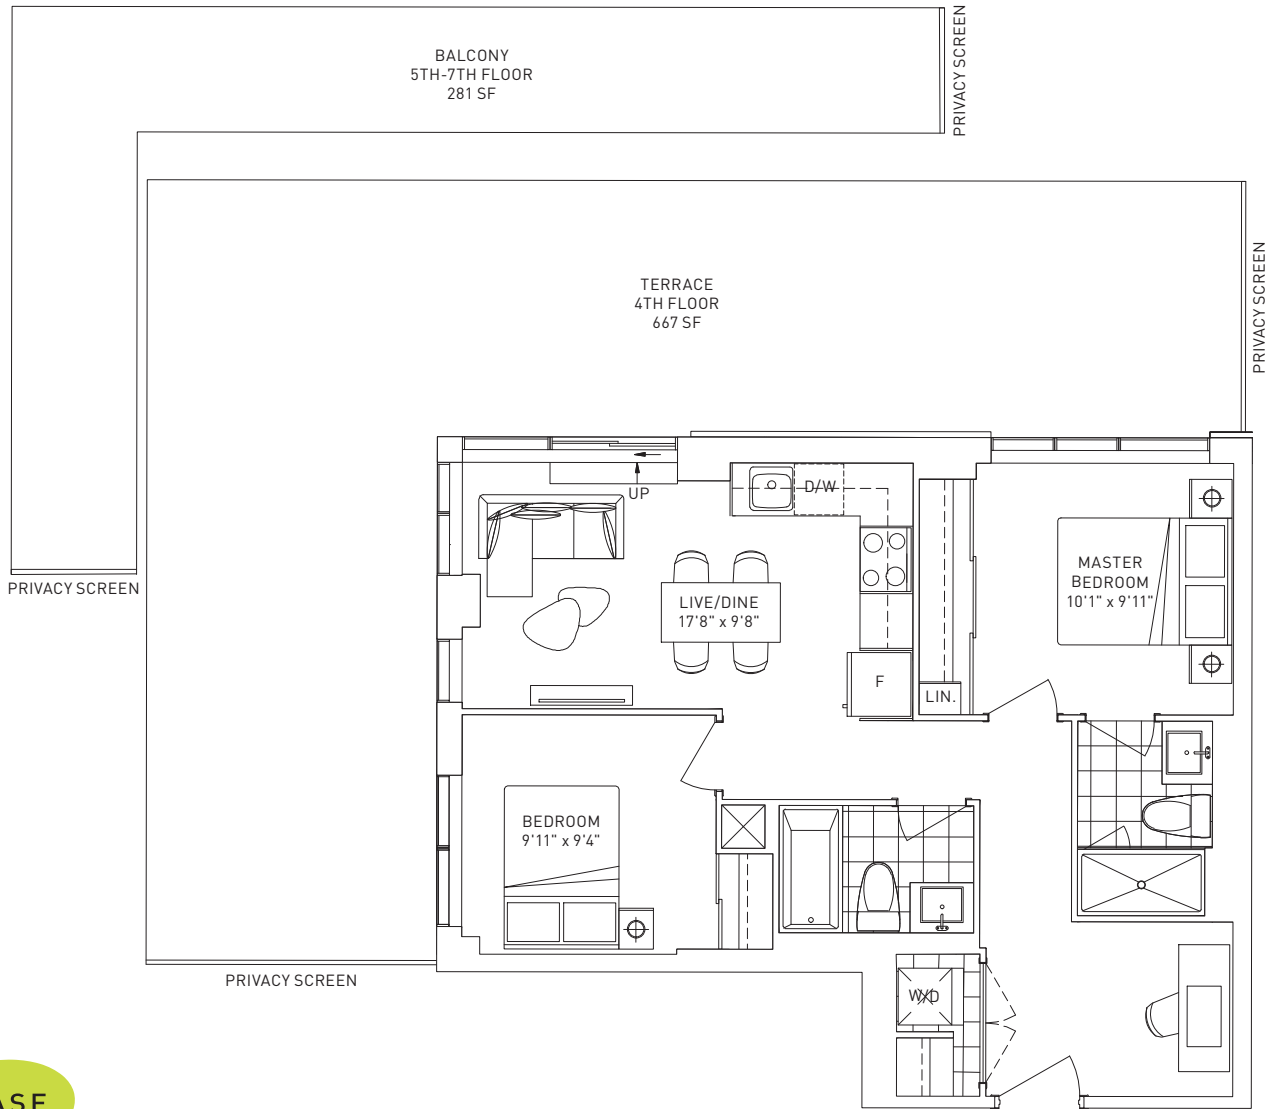 BALCONY
5TH-7TH FLOOR
281 SF
PRIVACY SCREEN
TERRACE
4TH FLOOR
667 SF
PRIVACY SCREEN
UP
D/W
PRIVACY SCREEN
MASTER
BEDROOM
10'1" x 9'11"
LIVE/DINE
17'8" x 9'8"
F
LIN.
BEDROOM
9'11" x 9'4"
PRIVACY SCREEN
W/D